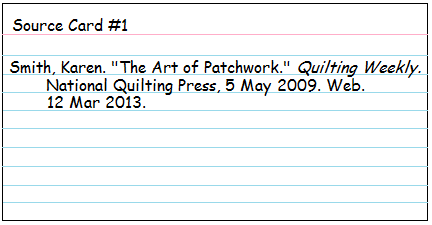 Source Card #1
Smith, Karen. "The Art of Patchwork." Quilting Weekly.
National Quilting Press, 5 May 2009. Web.
12 Mar 2013.